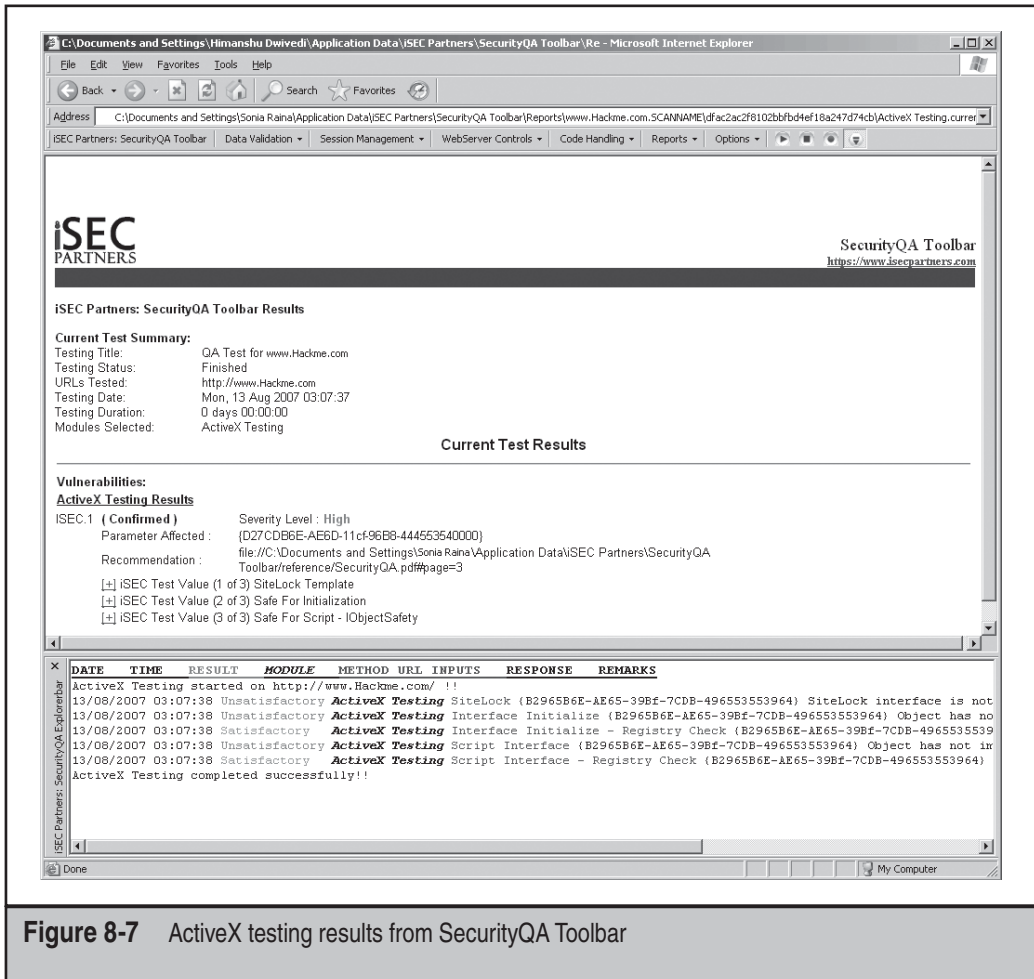 C:\Documents and Settings\Himanshu Dwivedi\Application Data\iSEC Partners\SecurityQA Toolbar\Re - Microsoft Internet Explorer
File Edit View Favorites Tools Help
Back Search Favorites
Address C:\Documents and Settings\Sonia Raina\Application Data\iSEC Partners\SecurityQA Toolbar\Reports\www.Hackme.com.SCANNAME\dfac2ac2f8102bbfbd4ef18a247d74cb\ActiveX Testing.currer
iSEC Partners: SecurityQA Toolbar Data Validation Session Management WebServer Controls Code Handling Reports Options
iSEC
PARTNERS
SecurityQA Toolbar
https://www.isecpartners.com
iSEC Partners: SecurityQA Toolbar Results
Current Test Summary:
Testing Title: QA Test for www.Hackme.com
Testing Status: Finished
URLs Tested: http://www.Hackme.com
Testing Date: Mon, 13 Aug 2007 03:07:37
Testing Duration: 0 days 00:00:00
Modules Selected: ActiveX Testing
Current Test Results
Vulnerabilities:
ActiveX Testing Results
ISEC.1 ( Confirmed ) Severity Level : High
Parameter Affected : {D27CDB6E-AE6D-11cf-96B8-444553540000}
Recommendation : file://C:\Documents and Settings\Sonia Raina\Application Data\iSEC Partners\SecurityQA
Toolbar/reference/SecurityQA.pdf#page=3
[+] iSEC Test Value (1 of 3) SiteLock Template
[+] iSEC Test Value (2 of 3) Safe For Initialization
[+] iSEC Test Value (3 of 3) Safe For Script - IObjectSafety
iSEC Partners: SecurityQA Explorerbar
DATE TIME RESULT MODULE METHOD URL INPUTS RESPONSE REMARKS
ActiveX Testing started on http://www.Hackme.com/ !!
13/08/2007 03:07:38 Unsatisfactory ActiveX Testing SiteLock {B2965B6E-AE65-39Bf-7CDB-496553553964} SiteLock interface is not
13/08/2007 03:07:38 Unsatisfactory ActiveX Testing Interface Initialize {B2965B6E-AE65-39Bf-7CDB-496553553964} Object has no
13/08/2007 03:07:38 Satisfactory ActiveX Testing Interface Initialize - Registry Check {B2965B6E-AE65-39Bf-7CDB-4965535539
13/08/2007 03:07:38 Unsatisfactory ActiveX Testing Script Interface {B2965B6E-AE65-39Bf-7CDB-496553553964} Object has not im
13/08/2007 03:07:38 Satisfactory ActiveX Testing Script Interface - Registry Check {B2965B6E-AE65-39Bf-7CDB-496553553964}
ActiveX Testing completed successfully!!
Done My Computer
Figure 8-7 ActiveX testing results from SecurityQA Toolbar